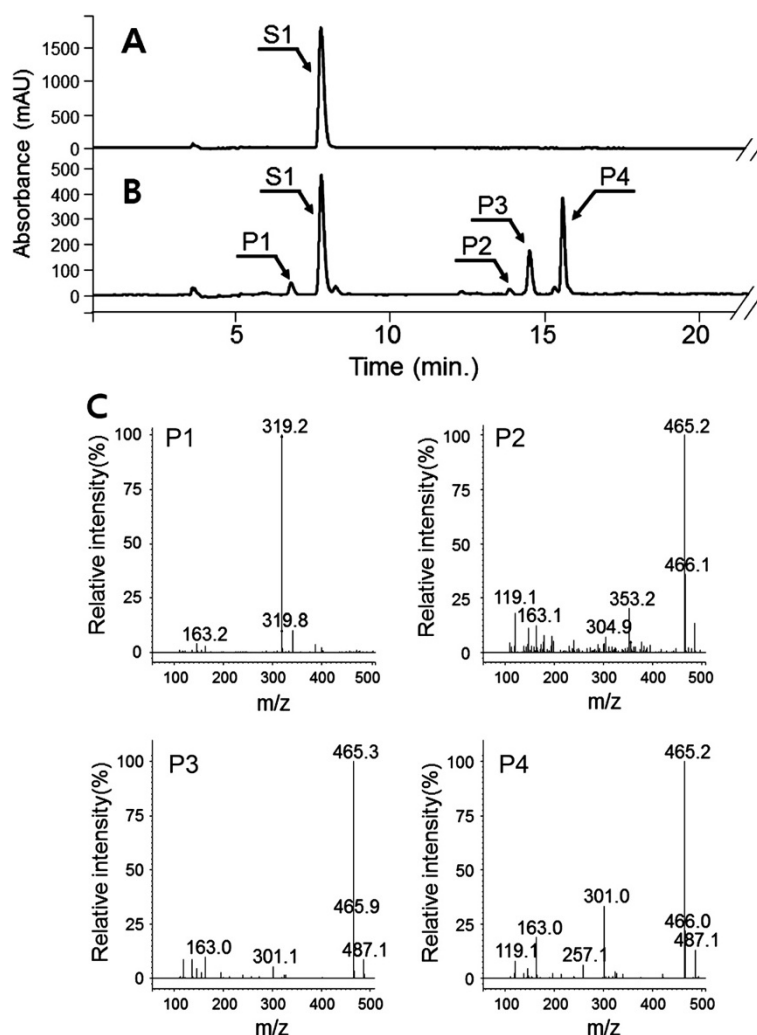 A
S1
1500
1000
500
0
Absorbance (mAU)
B
S1
P1
P2
P3
P4
500
400
300
200
100
0
5 10 15 20
Time (min.)
C
P1
319.2
319.8
163.2
100
75
50
25
0
Relative intensity(%)
100 200 300 400 500
m/z
P2
465.2
466.1
119.1
163.1
304.9
353.2
100
75
50
25
0
Relative intensity(%)
100 200 300 400 500
m/z
P3
465.3
465.9
163.0
301.1
487.1
100
75
50
25
0
Relative intensity(%)
100 200 300 400 500
m/z
P4
465.2
301.0
466.0
163.0
487.1
119.1
257.1
100
75
50
25
0
Relative intensity(%)
100 200 300 400 500
m/z